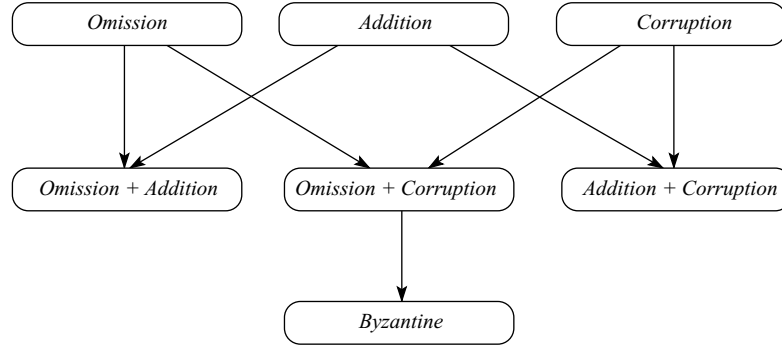 Omission
Addition
Corruption
Omission + Addition
Omission + Corruption
Addition + Corruption
Byzantine